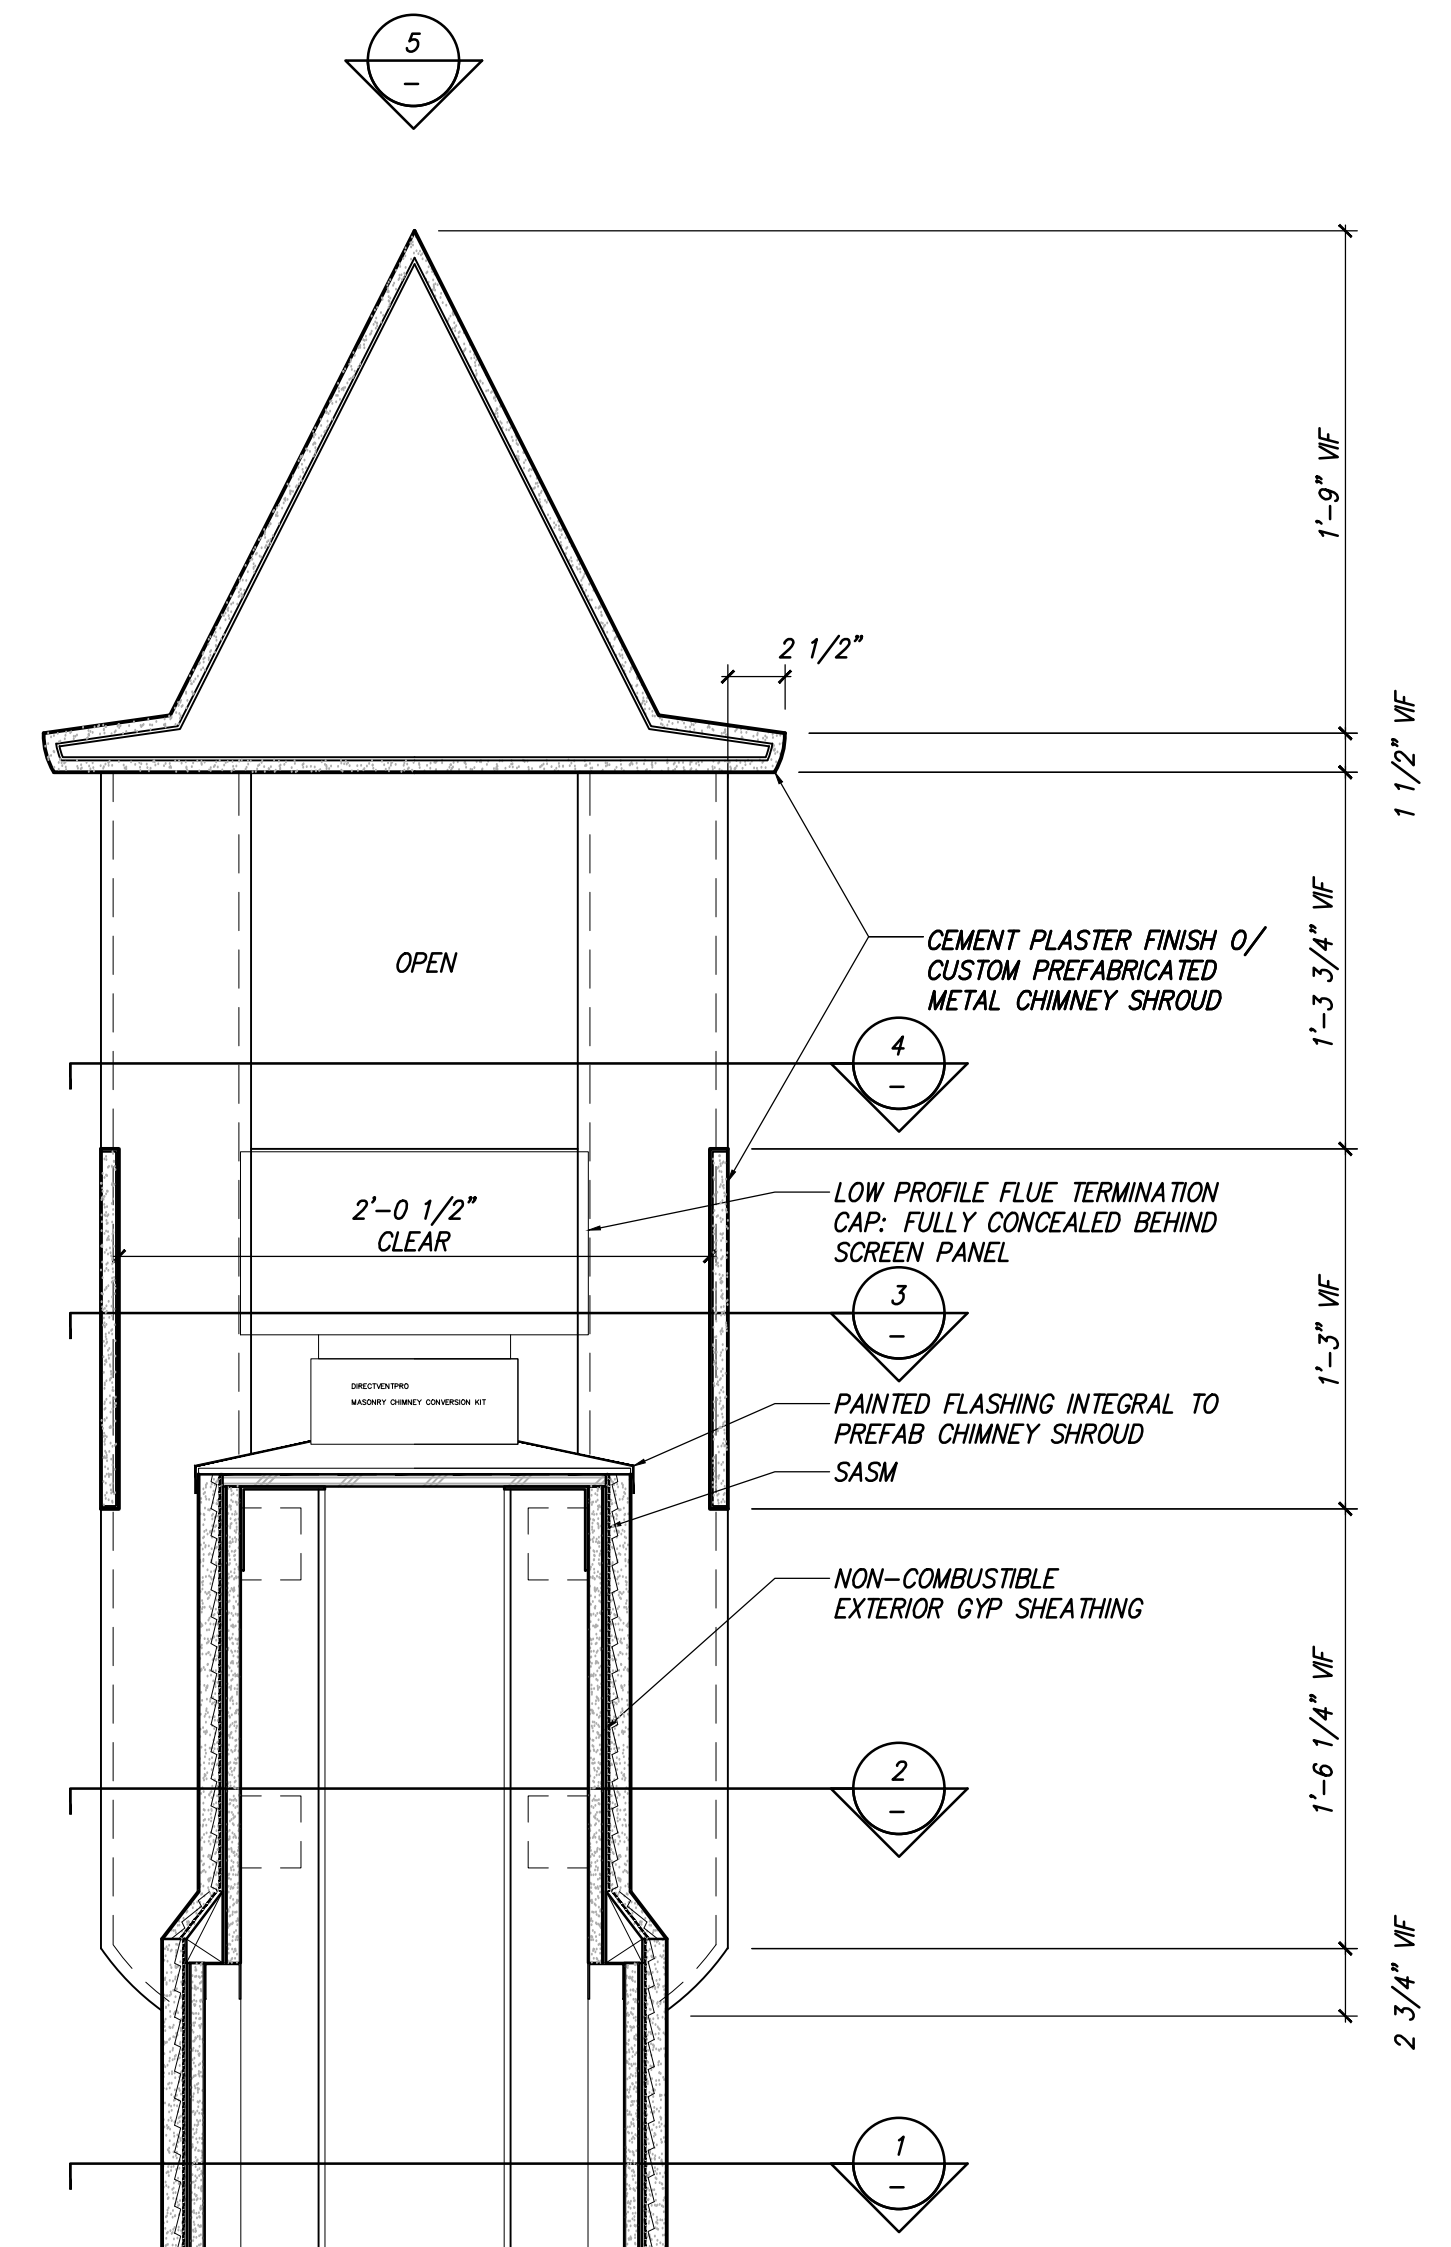 5
-
1'-9" VIF
2 1/2"
1 1/2" VIF
CEMENT PLASTER FINISH O/
CUSTOM PREFABRICATED
METAL CHIMNEY SHROUD
1'-3 3/4" VIF
OPEN
4
-
LOW PROFILE FLUE TERMINATION
CAP: FULLY CONCEALED BEHIND
SCREEN PANEL
2'-0 1/2"
CLEAR
3
-
1'-3" VIF
DIRECTVENTPRO
MASONRY CHIMNEY CONVERSION KIT
PAINTED FLASHING INTEGRAL TO
PREFAB CHIMNEY SHROUD
SASM
NON-COMBUSTIBLE
EXTERIOR GYP SHEATHING
1'-6 1/4" VIF
2
-
2 3/4" VIF
1
-